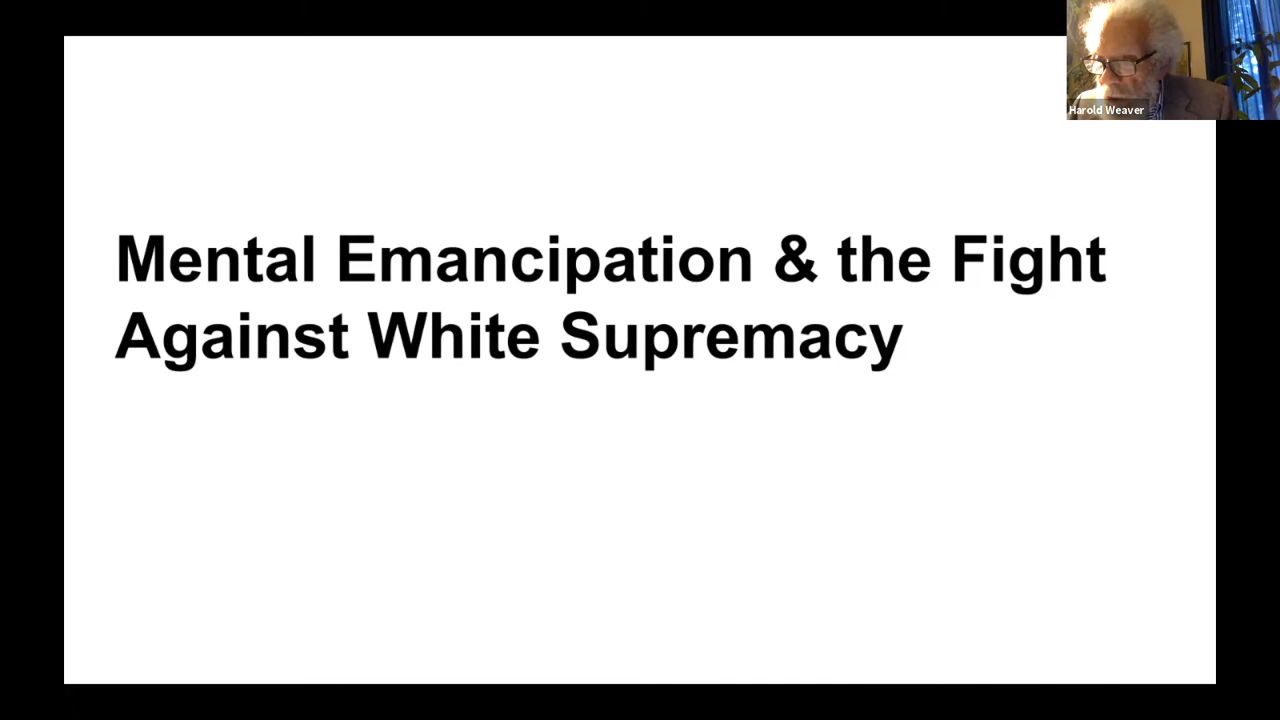 Harold Weaver
Mental Emancipation & the Fight
Against White Supremacy